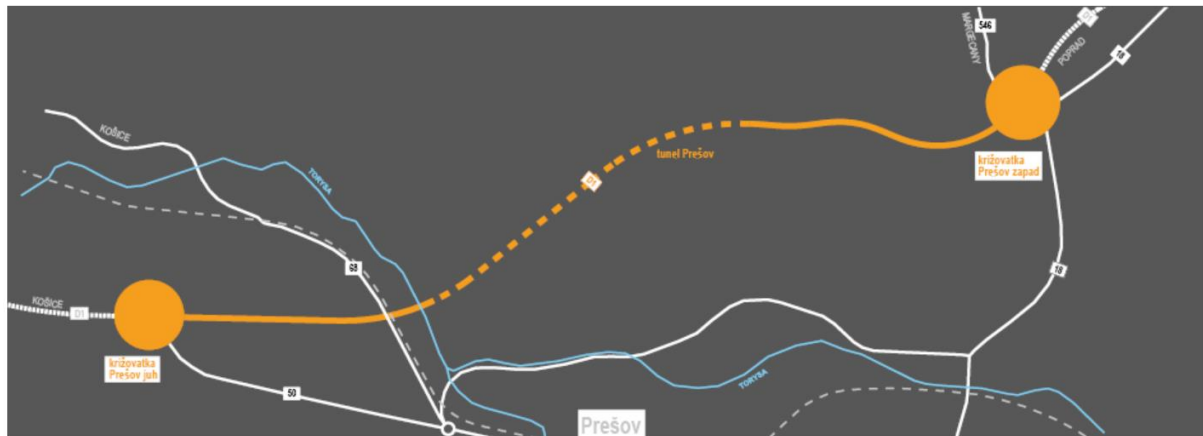 546
D1
MARGECANY
POPRAD
18
KOŠICE
tunel Prešov
križovatka
Prešov zapad
TORYSA
D1
68
18
KOŠICE
D1
križovatka
Prešov juh
TORYSA
50
Prešov